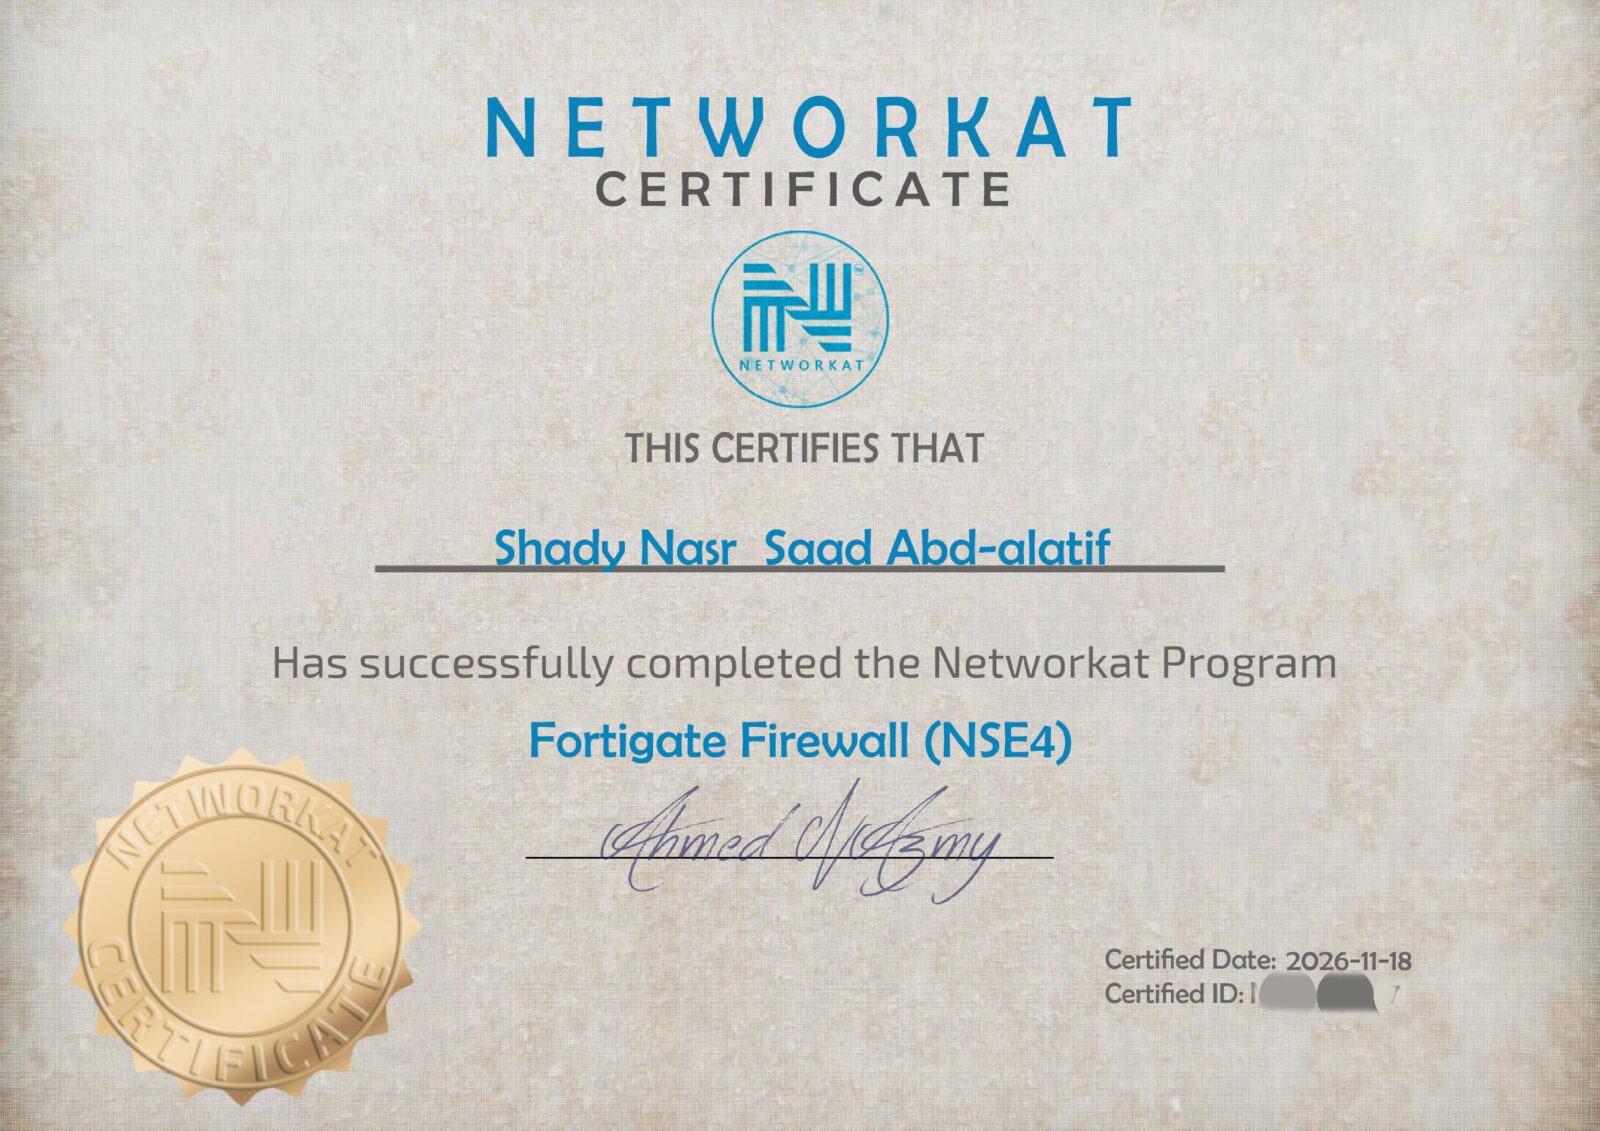 NETWORKAT
CERTIFICATE
NETWORKAT
THIS CERTIFIES THAT
Shady Nasr Saad Abd-alatif
Has successfully completed the Networkat Program
Fortigate Firewall (NSE4)
Ahmed N Azmy
NETWORKAT
CERTIFICATE
Certified Date: 2026-11-18
Certified ID: